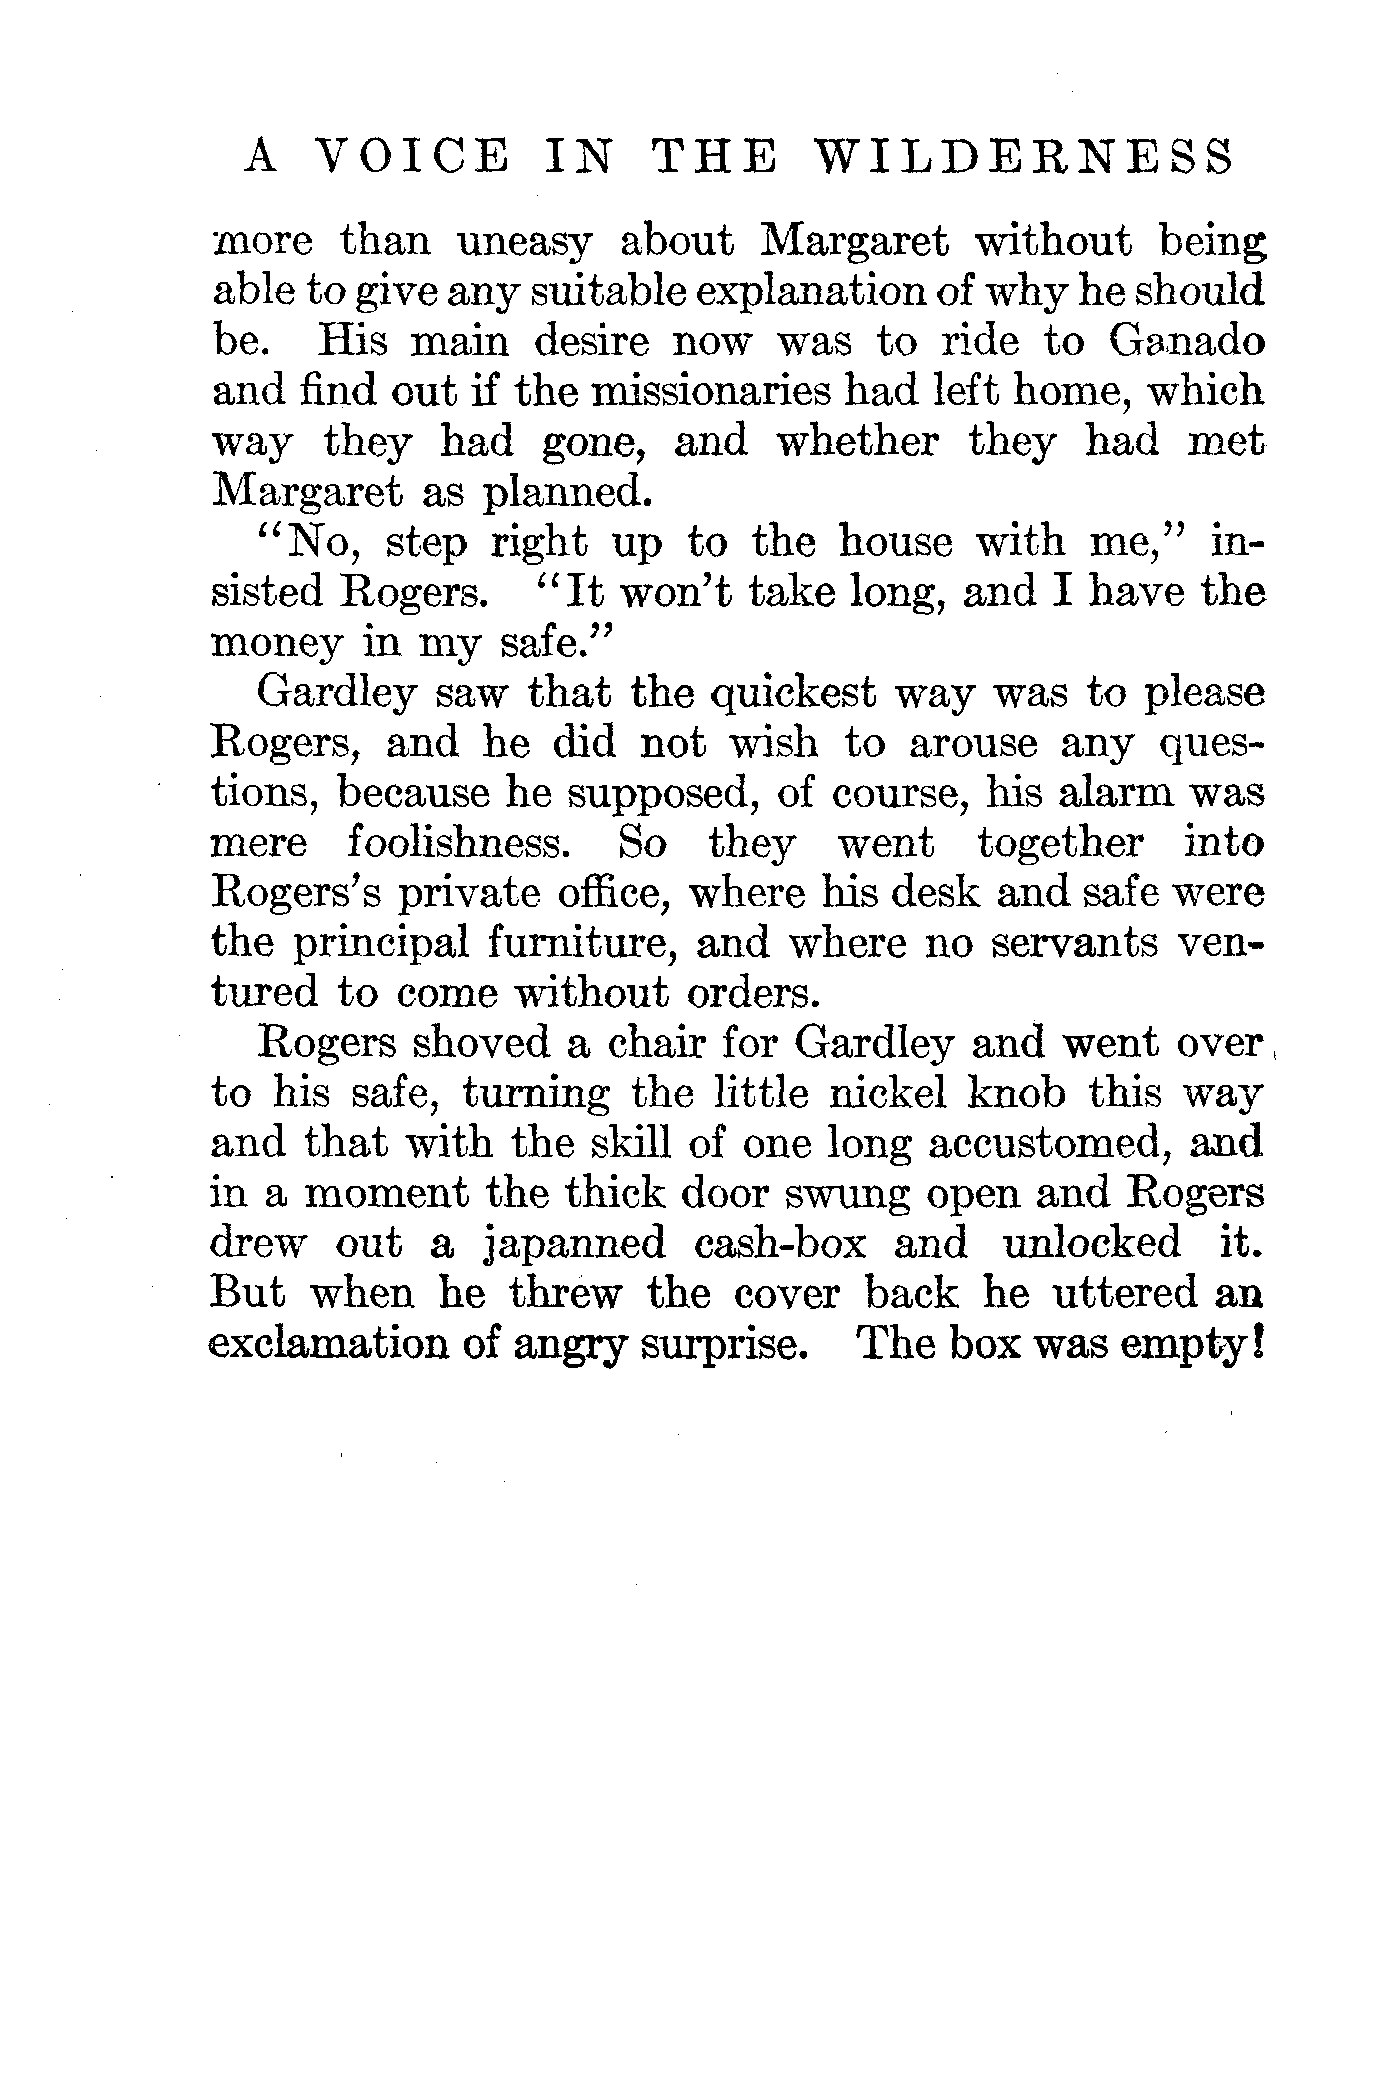 A VOICE IN THE WILDERNESS
more than uneasy about Margaret without being
able to give any suitable explanation of why he should
be. His main desire now was to ride to Ganado
and find out if the missionaries had left home, which
way they had gone, and whether they had met
Margaret as planned.
“No, step right up to the house with me,” in-
sisted Rogers. “It won’t take long, and I have the
money in my safe.”
Gardley saw that the quickest way was to please
Rogers, and he did not wish to arouse any ques-
tions, because he supposed, of course, his alarm was
mere foolishness. So they went together into
Rogers’s private office, where his desk and safe were
the principal furniture, and where no servants ven-
tured to come without orders.
Rogers shoved a chair for Gardley and went over
to his safe, turning the little nickel knob this way
and that with the skill of one long accustomed, and
in a moment the thick door swung open and Rogers
drew out a japanned cash-box and unlocked it.
But when he threw the cover back he uttered an
exclamation of angry surprise. The box was empty!